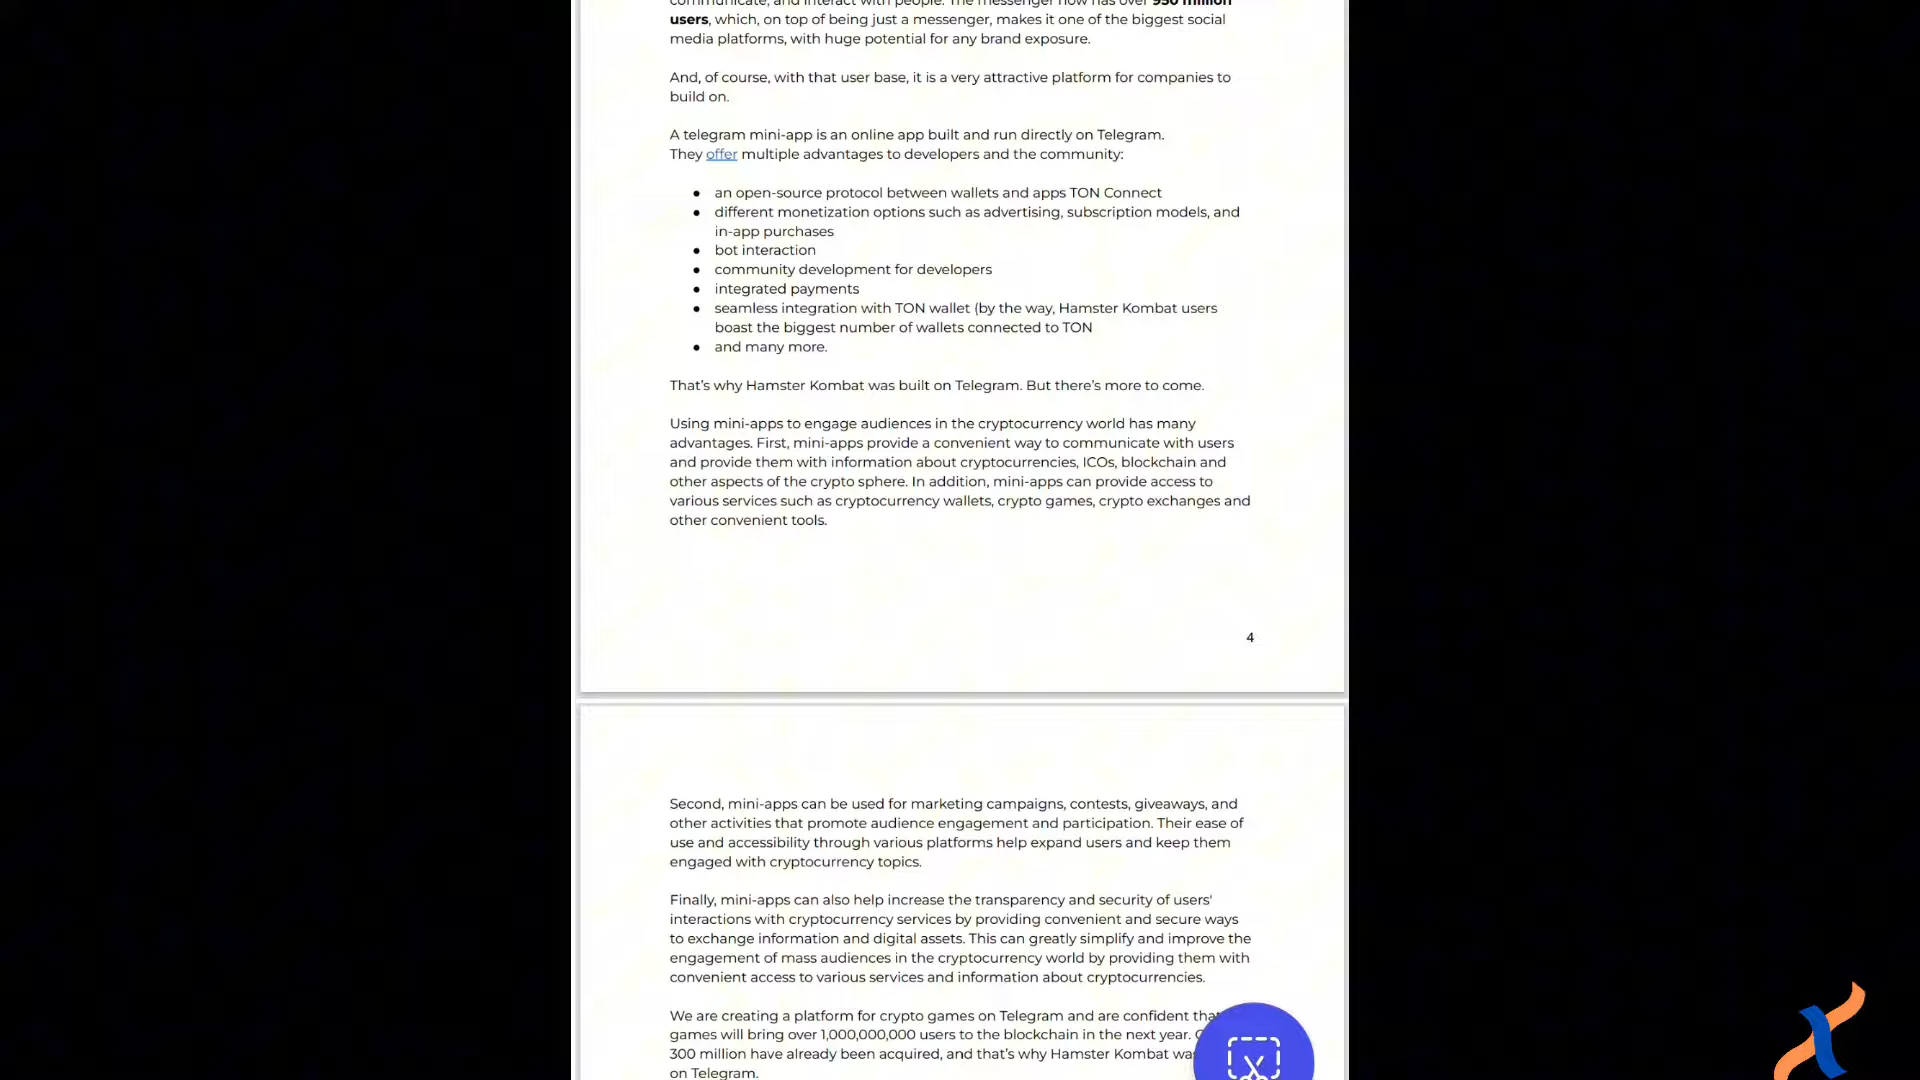 communicate, and interact with people. The messenger now has over 950 million
users, which, on top of being just a messenger, makes it one of the biggest social
media platforms, with huge potential for any brand exposure.
And, of course, with that user base, it is a very attractive platform for companies to
build on.
A telegram mini-app is an online app built and run directly on Telegram.
They offer multiple advantages to developers and the community:
● an open-source protocol between wallets and apps TON Connect
● different monetization options such as advertising, subscription models, and
in-app purchases
● bot interaction
● community development for developers
● integrated payments
● seamless integration with TON wallet (by the way, Hamster Kombat users
boast the biggest number of wallets connected to TON
● and many more.
That's why Hamster Kombat was built on Telegram. But there's more to come.
Using mini-apps to engage audiences in the cryptocurrency world has many
advantages. First, mini-apps provide a convenient way to communicate with users
and provide them with information about cryptocurrencies, ICOs, blockchain and
other aspects of the crypto sphere. In addition, mini-apps can provide access to
various services such as cryptocurrency wallets, crypto games, crypto exchanges and
other convenient tools.
4
Second, mini-apps can be used for marketing campaigns, contests, giveaways, and
other activities that promote audience engagement and participation. Their ease of
use and accessibility through various platforms help expand users and keep them
engaged with cryptocurrency topics.
Finally, mini-apps can also help increase the transparency and security of users'
interactions with cryptocurrency services by providing convenient and secure ways
to exchange information and digital assets. This can greatly simplify and improve the
engagement of mass audiences in the cryptocurrency world by providing them with
convenient access to various services and information about cryptocurrencies.
We are creating a platform for crypto games on Telegram and are confident that
games will bring over 1,000,000,000 users to the blockchain in the next year.
300 million have already been acquired, and that's why Hamster Kombat was
on Telegram.